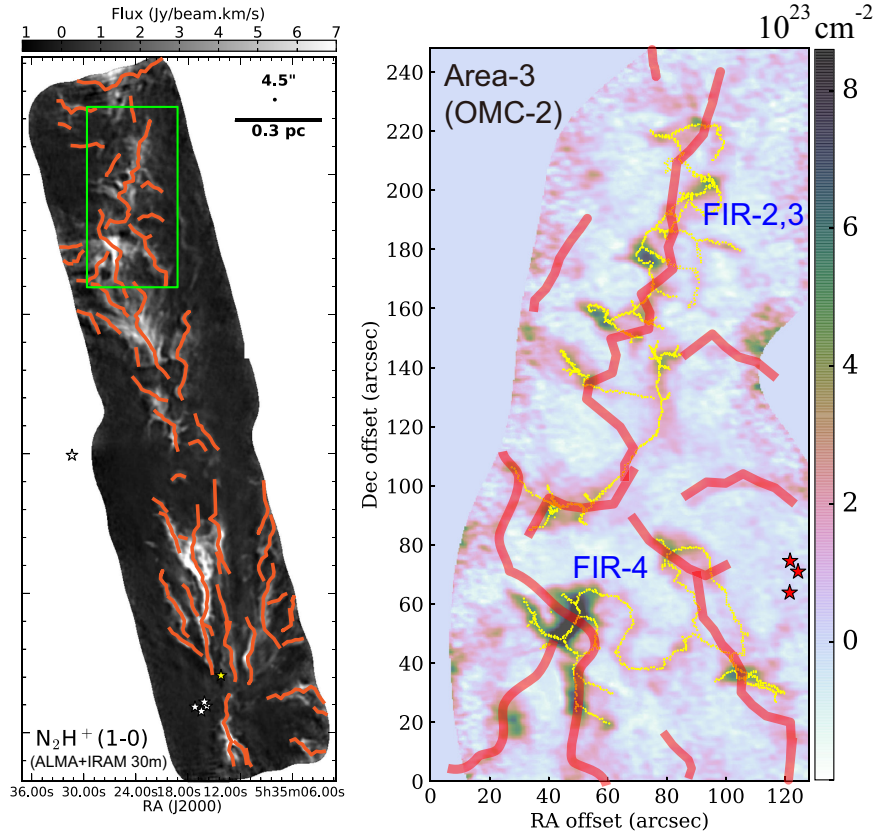 Flux (Jy/beam.km/s)
1 0 1 2 3 4 5 6 7
4.5"
0.3 pc
N₂H⁺ (1-0)
(ALMA+IRAM 30m)
36.00s 30.00s 24.00s 18.00s 12.00s 5h35m06.00s
RA (J2000)
10²³ cm⁻²
Area-3
(OMC-2)
FIR-2,3
FIR-4
240
220
200
180
160
140
120
100
80
60
40
20
0
Dec offset (arcsec)
0 20 40 60 80 100 120
RA offset (arcsec)
8
6
4
2
0